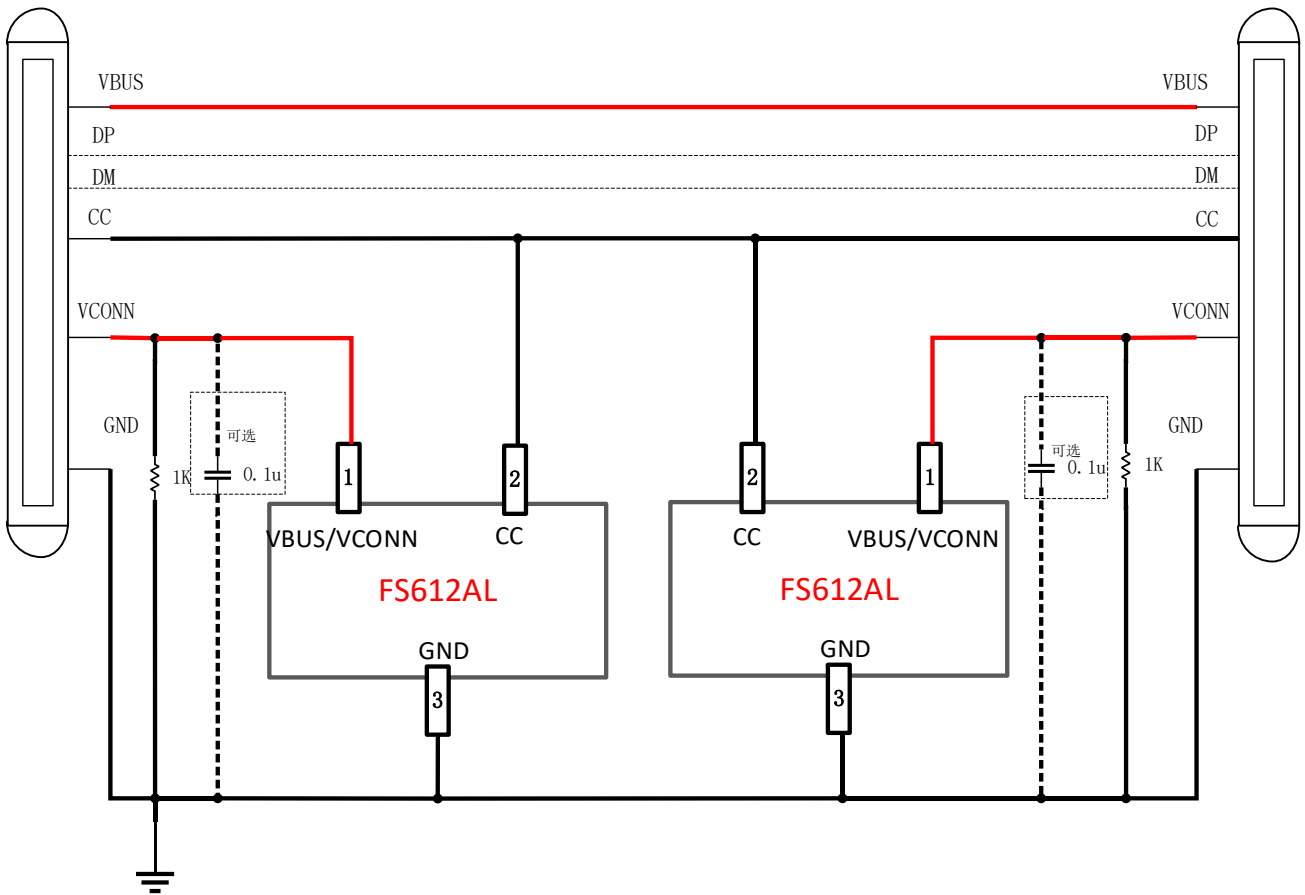 VBUS VBUS
DP DP
DM DM
CC CC
VCONN VCONN
GND GND
可选 可选
1K 0.1u 0.1u 1K
1 2 2 1
VBUS/VCONN CC CC VBUS/VCONN
FS612AL FS612AL
GND GND
3 3